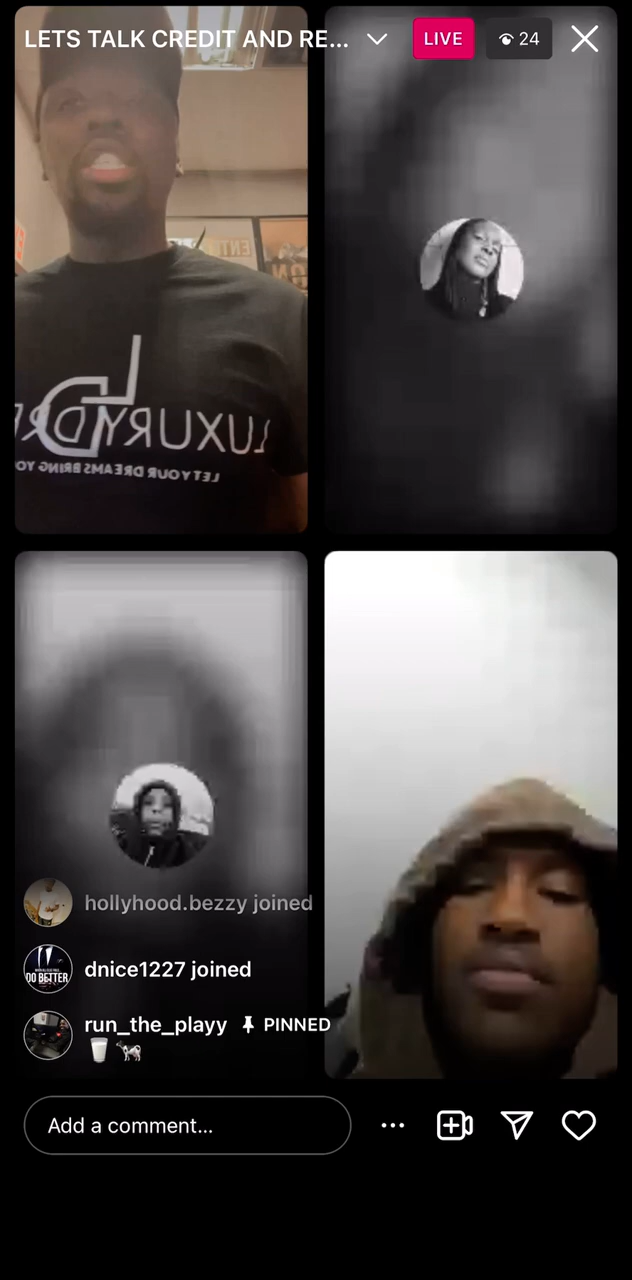 LETS TALK CREDIT AND RE...
LIVE
24
LUXURYD
LET YOUR DREAMS BRING YO
hollyhood.bezzy joined
dnice1227 joined
DO BETTER
run_the_playy PINNED
🥛 🐄
Add a comment...